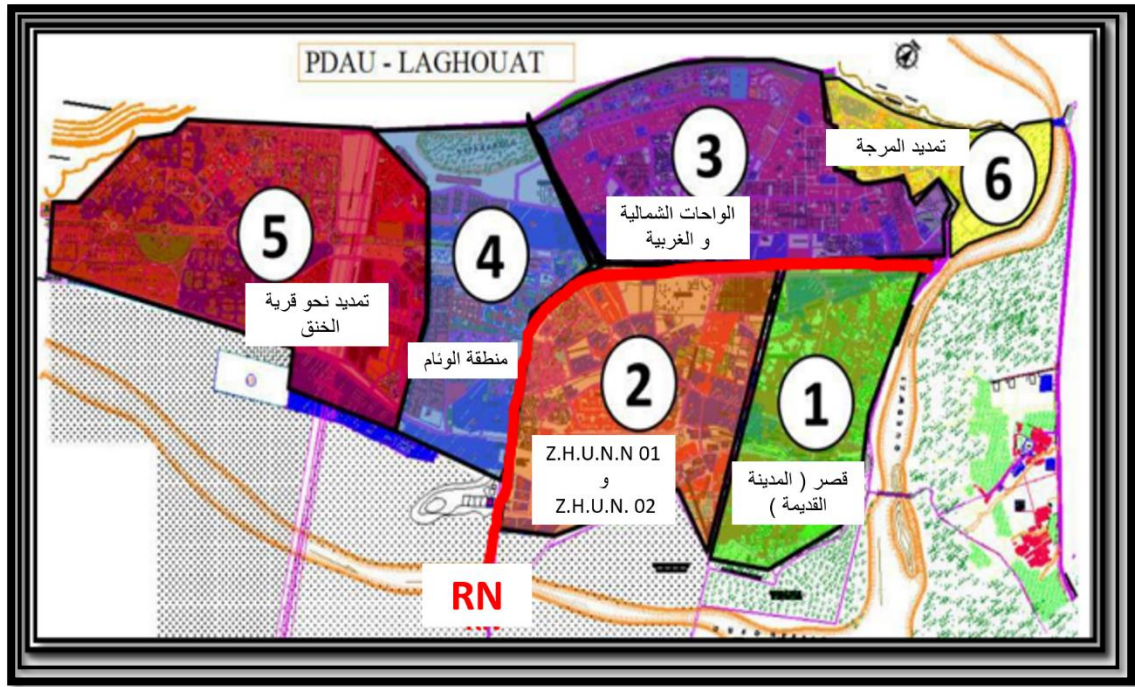 PDAU - LAGHOUAT
3
تمديد المرجة
6
الواحات الشمالية
و الغربية
5
4
تمديد نحو قرية
الخنق
منطقة الوئام
2
1
Z.H.U.N.N 01
و
Z.H.U.N. 02
قصر ( المدينة
القديمة )
RN